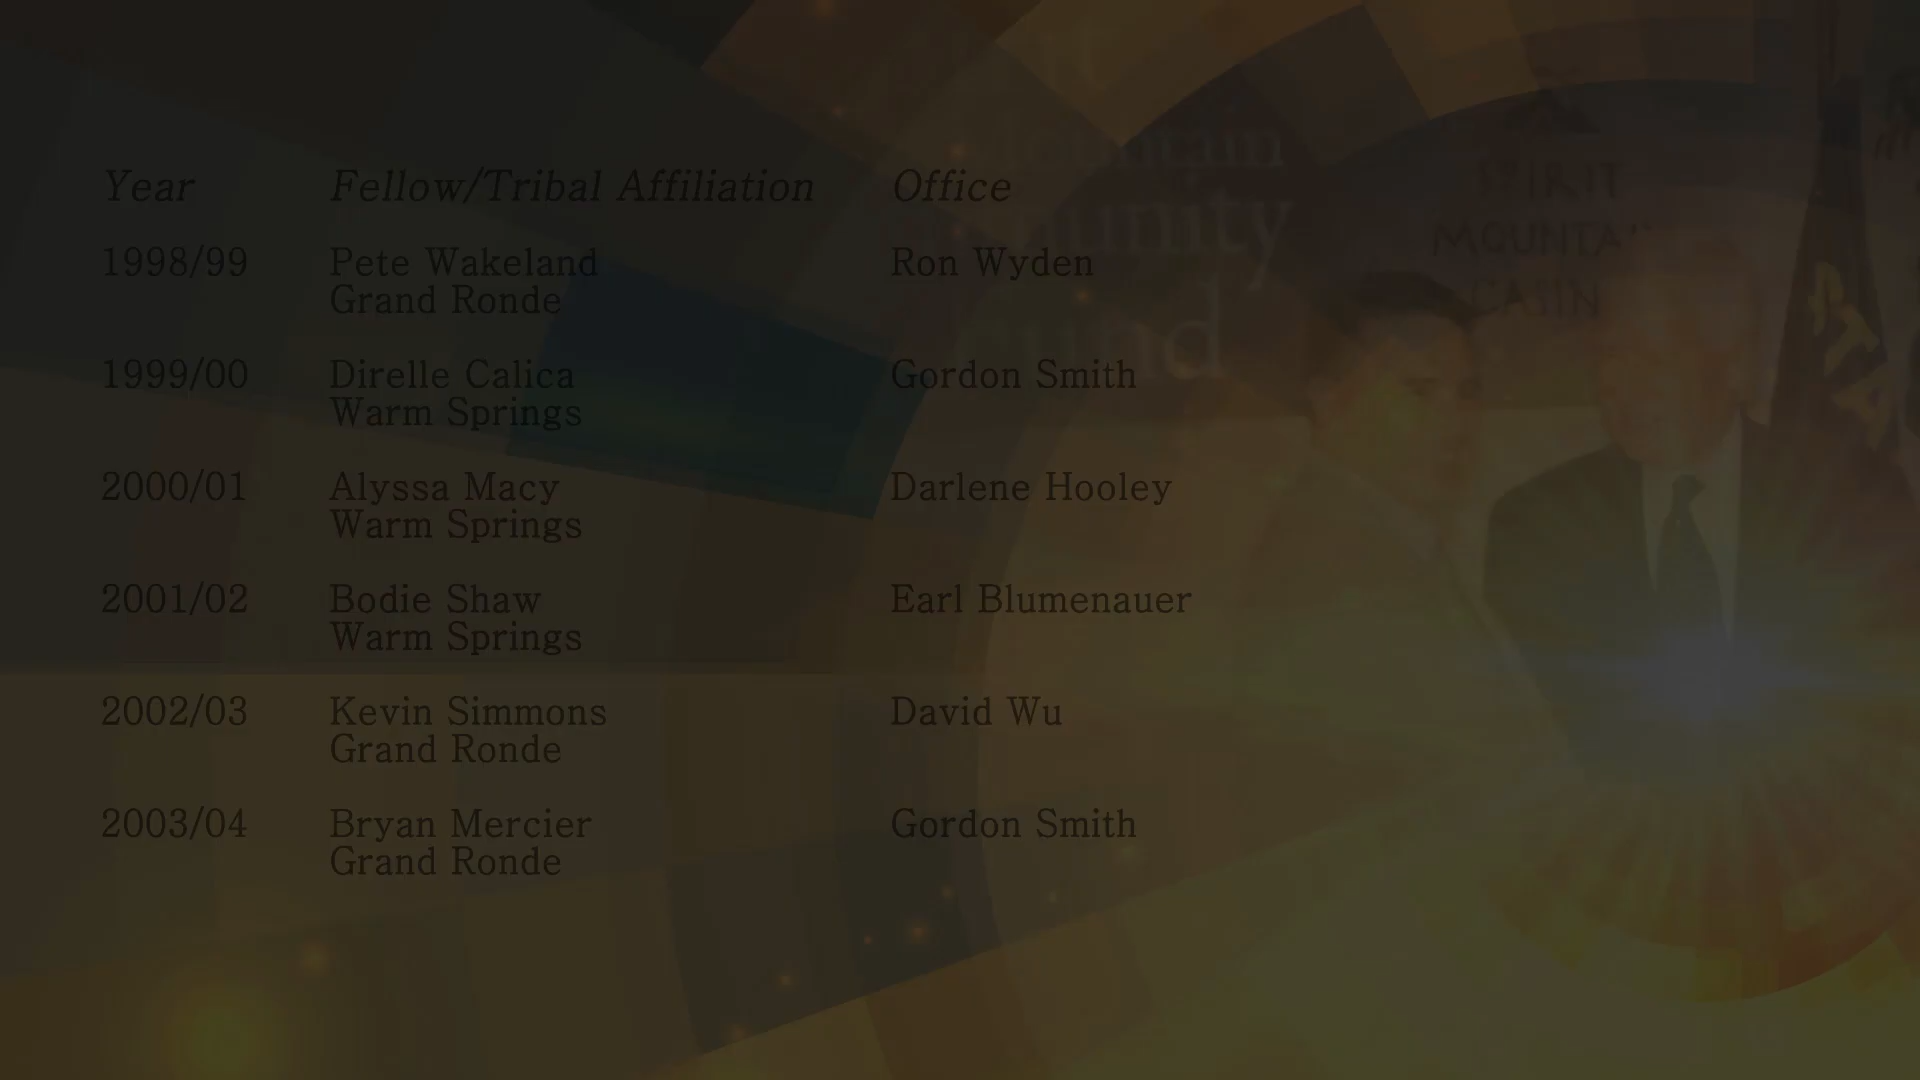 Year Fellow/Tribal Affiliation Office
1998/99 Pete Wakeland Ron Wyden
Grand Ronde
1999/00 Direlle Calica Gordon Smith
Warm Springs
2000/01 Alyssa Macy Darlene Hooley
Warm Springs
2001/02 Bodie Shaw Earl Blumenauer
Warm Springs
2002/03 Kevin Simmons David Wu
Grand Ronde
2003/04 Bryan Mercier Gordon Smith
Grand Ronde
SPIRIT